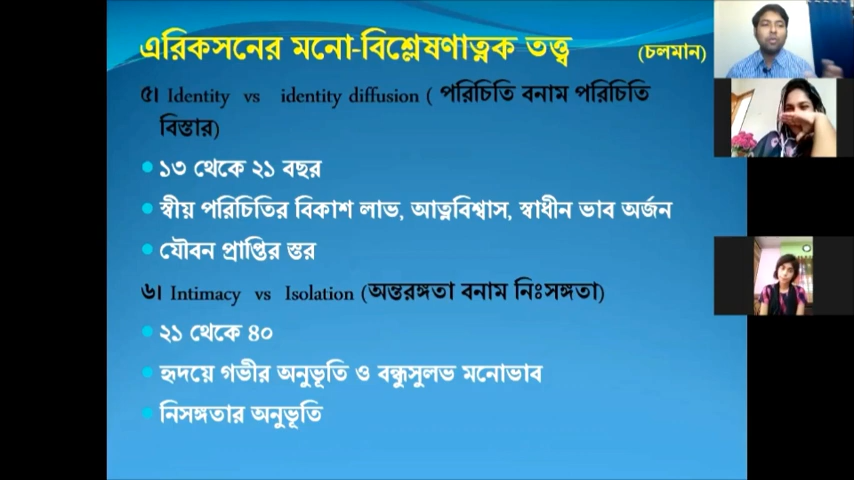 এরিকসনের মনো-বিশ্লেষণাত্নক তত্ত্ব (চলমান)
৫। Identity vs identity diffusion ( পরিচিতি বনাম পরিচিতি
বিস্তার)
১৩ থেকে ২১ বছর
স্বীয় পরিচিতির বিকাশ লাভ, আত্নবিশ্বাস, স্বাধীন ভাব অর্জন
যৌবন প্রাপ্তির স্তর
৬। Intimacy vs Isolation (অন্তরঙ্গতা বনাম নিঃসঙ্গতা)
২১ থেকে ৪০
হৃদয়ে গভীর অনুভূতি ও বন্ধুসুলভ মনোভাব
নিসঙ্গতার অনুভূতি